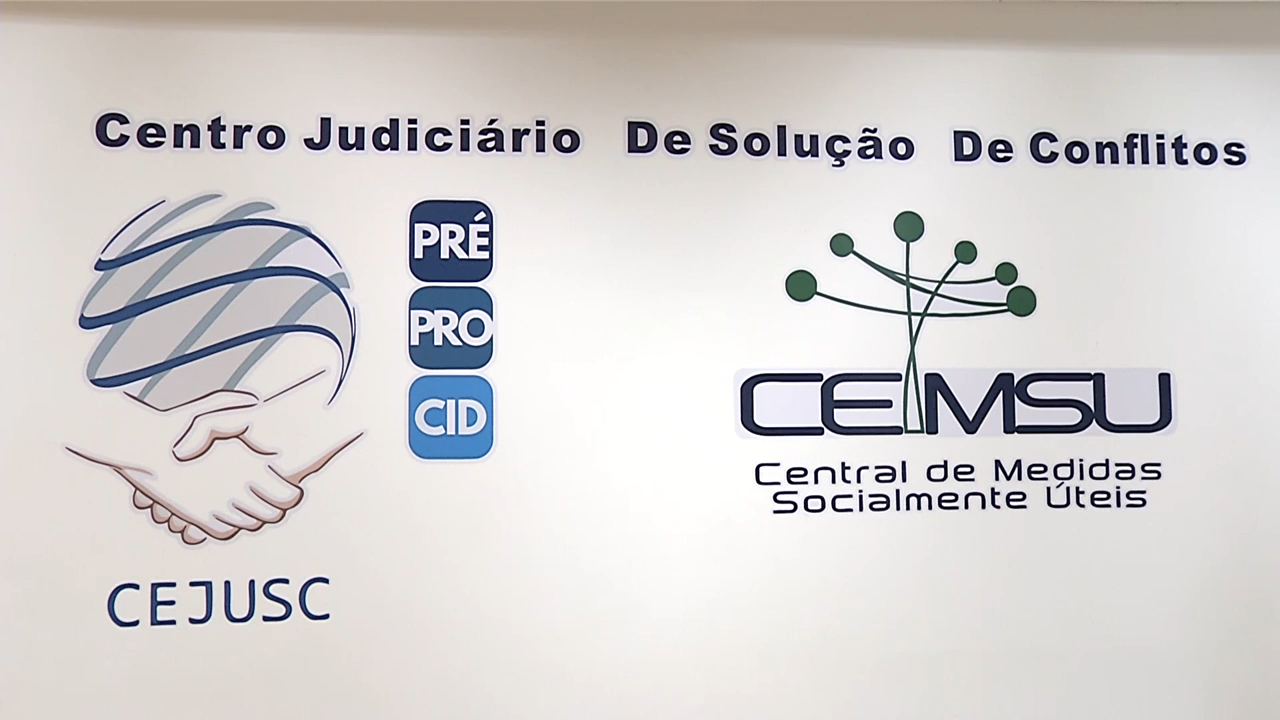 Centro Judiciário De Solução De Conflitos
PRÉ
PRO
CID
CEJUSC
CEMSU
Central de Medidas
Socialmente Úteis